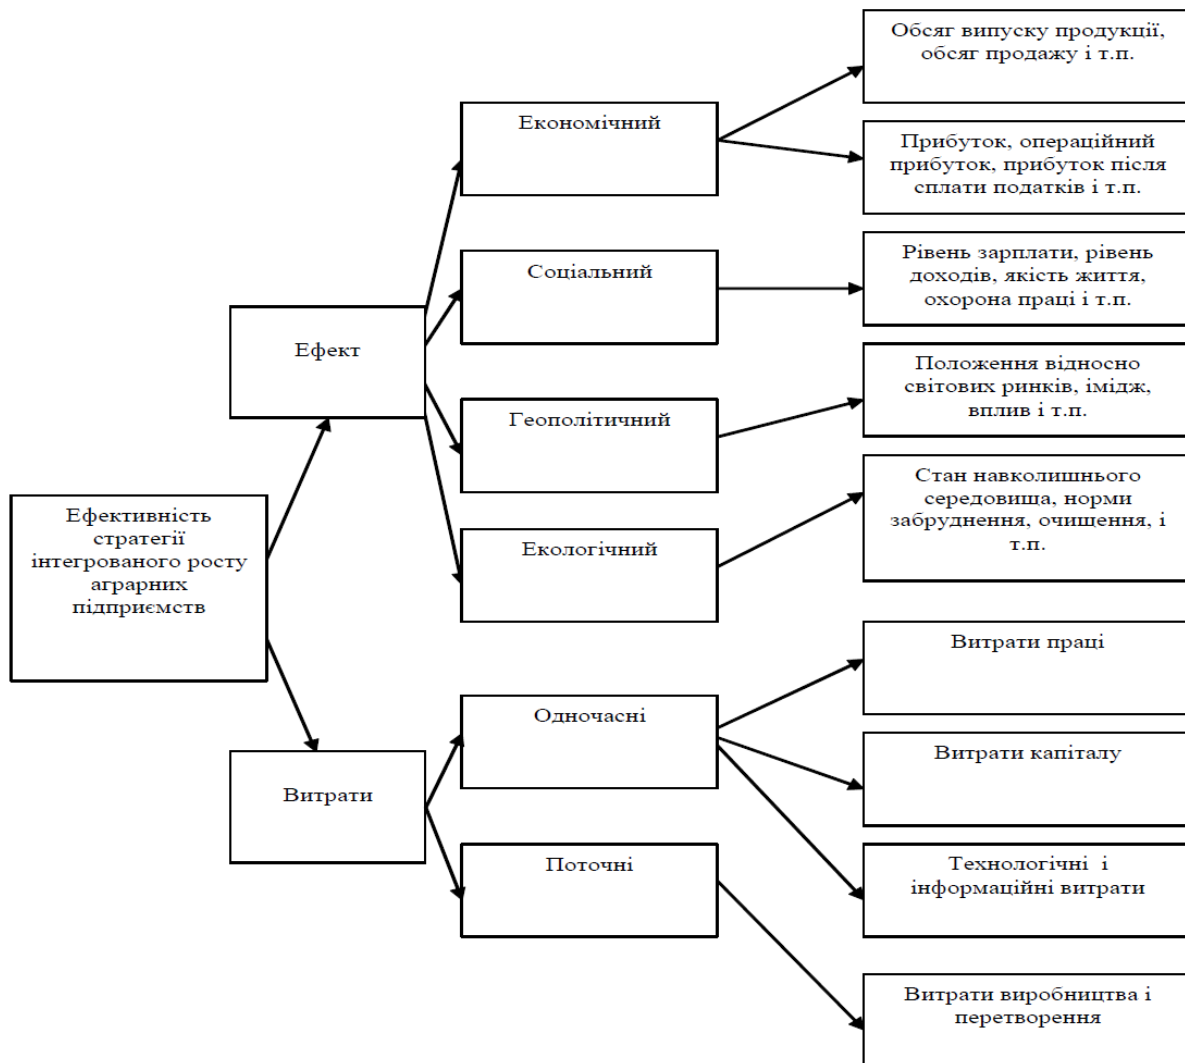 Обсяг випуску продукції,
обсяг продажу і т.п.
Економічний
Прибуток, операційний
прибуток, прибуток після
сплати податків і т.п.
Соціальний
Рівень зарплати, рівень
доходів, якість життя,
охорона праці і т.п.
Ефект
Положення відносно
світових ринків, імідж,
вплив і т.п.
Геополітичний
Стан навколишнього
середовища, норми
забруднення, очищення, і
т.п.
Ефективність
стратегії
інтегрованого росту
аграрних
підприємств
Екологічний
Витрати праці
Одночасні
Витрати капіталу
Витрати
Поточні
Технологічні і
інформаційні витрати
Витрати виробництва і
перетворення